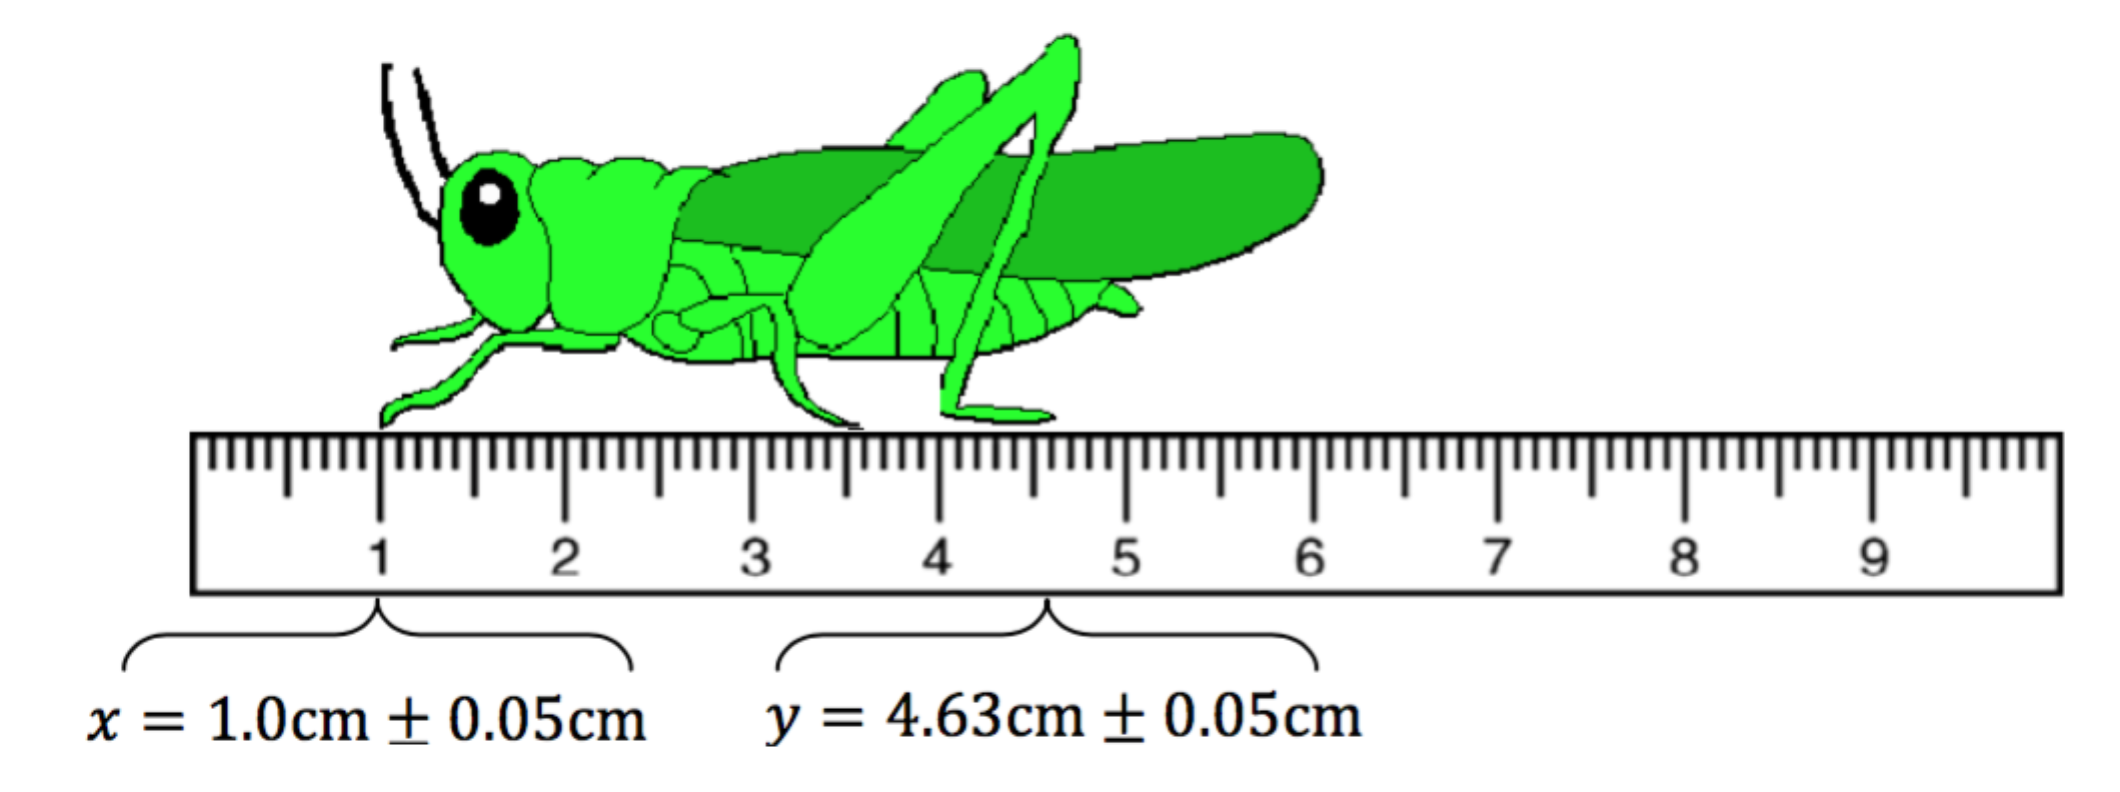 1 2 3 4 5 6 7 8 9
x = 1.0cm ± 0.05cm y = 4.63cm ± 0.05cm